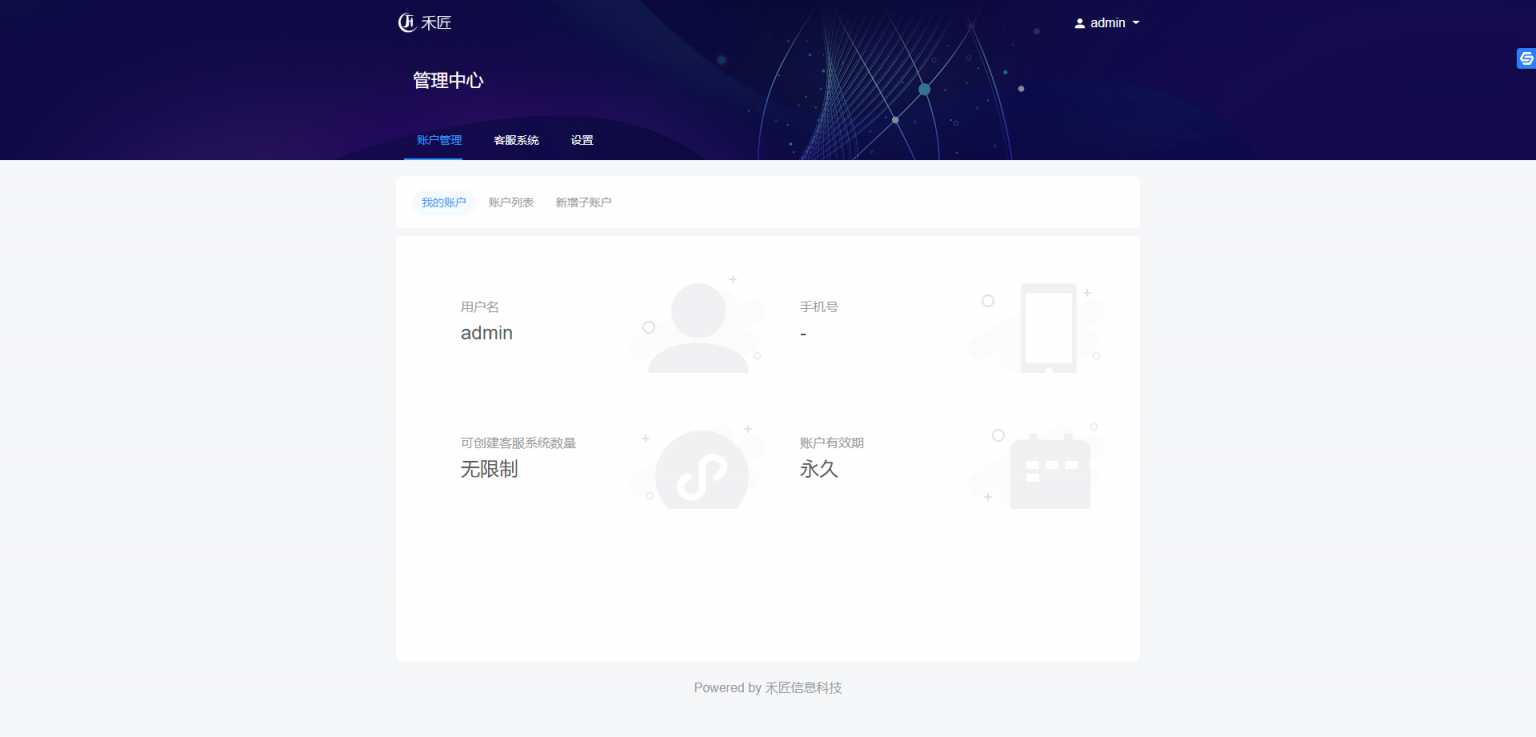 禾匠
admin
管理中心
账户管理 客服系统 设置
我的账户 账户列表 新增子账户
用户名
admin
手机号
-
可创建客服系统数量
无限制
账户有效期
永久
Powered by 禾匠信息科技